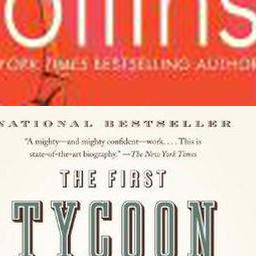 ollins
YORK TIMES BESTSELLING AUTHOR
NATIONAL BESTSELLER
"A mighty—and mighty confident—work. . . . This is
state-of-the-art biography." —The New York Times
THE FIRST
TYCOON